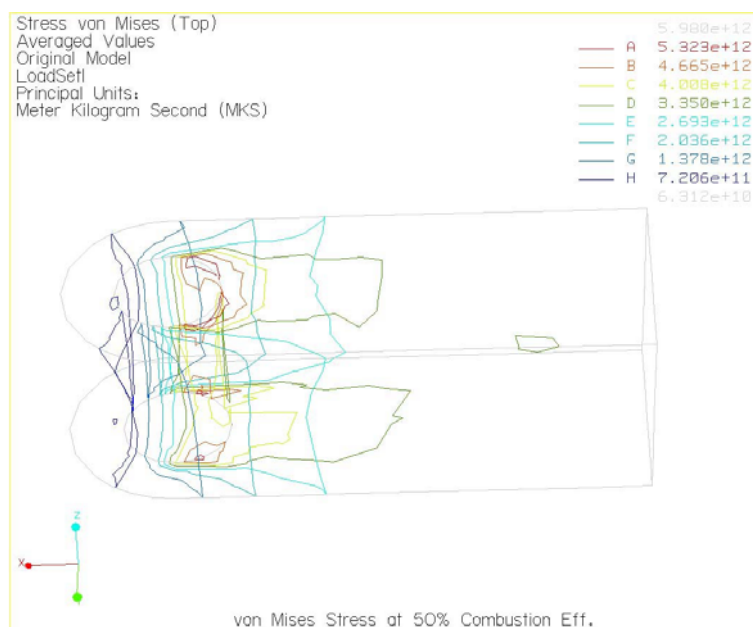 Stress von Mises (Top)
Averaged Values
Original Model
LoadSet1
Principal Units:
Meter Kilogram Second (MKS)
5.980e+12
A 5.323e+12
B 4.665e+12
C 4.008e+12
D 3.350e+12
E 2.693e+12
F 2.036e+12
G 1.378e+12
H 7.206e+11
6.312e+10
Z
X
von Mises Stress at 50% Combustion Eff.